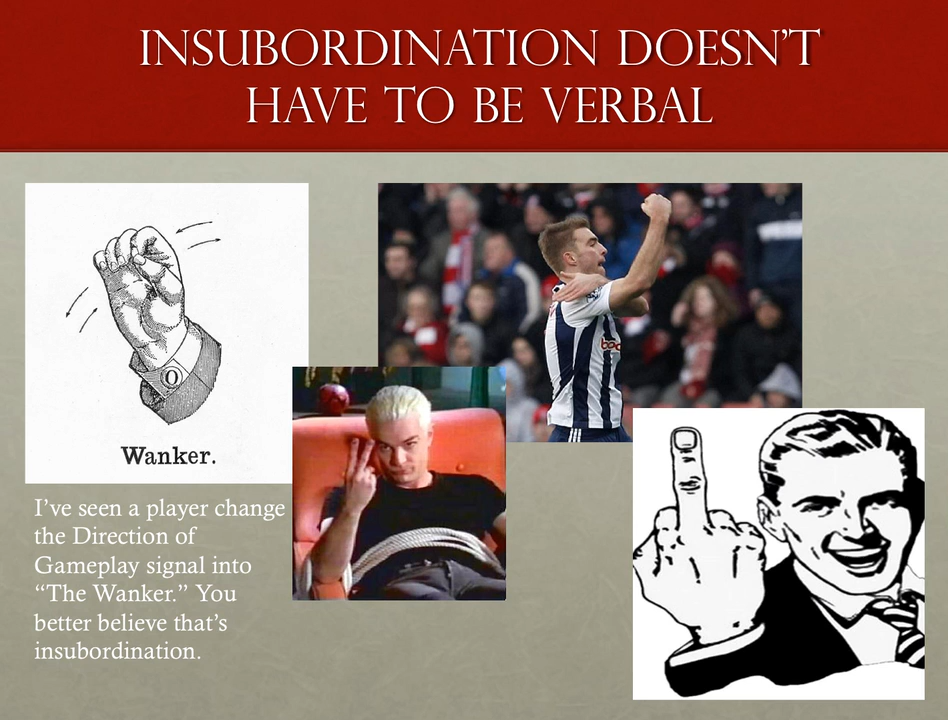 INSUBORDINATION DOESN'T
HAVE TO BE VERBAL
Wanker.
I've seen a player change
the Direction of
Gameplay signal into
“The Wanker.” You
better believe that's
insubordination.